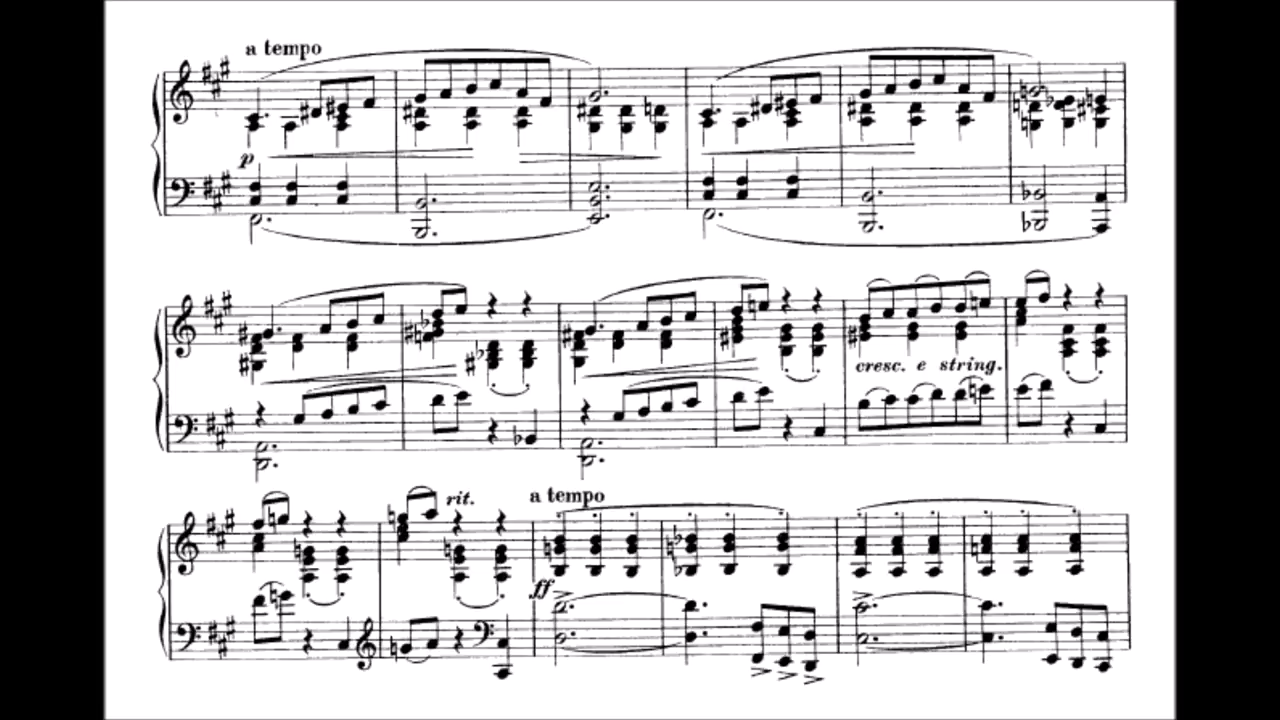 a tempo
p
cresc. e string.
rit.
a tempo
ff